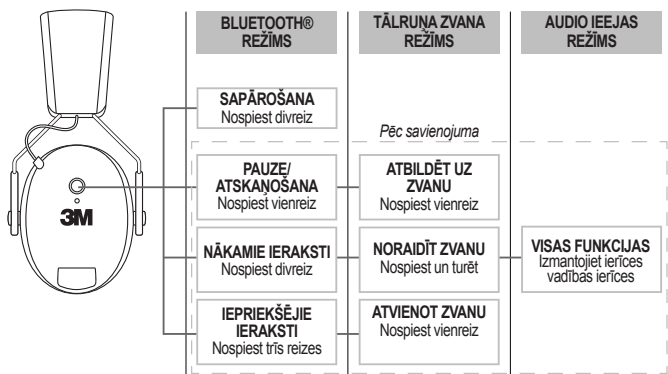 BLUETOOTH®
REŽĪMS
TĀLRUŅA ZVANA
REŽĪMS
AUDIO IEEJAS
REŽĪMS
SAPĀROŠANA
Nospiest divreiz
Pēc savienojuma
PAUZE/
ATSKAŅOŠANA
Nospiest vienreiz
ATBILDĒT UZ
ZVANU
Nospiest vienreiz
3M
NĀKAMIE IERAKSTI
Nospiest divreiz
NORAIDĪT ZVANU
Nospiest un turēt
VISAS FUNKCIJAS
Izmantojiet ierīces
vadības ierīces
IEPRIEKŠĒJIE
IERAKSTI
Nospiest trīs reizes
ATVIENOT ZVANU
Nospiest vienreiz